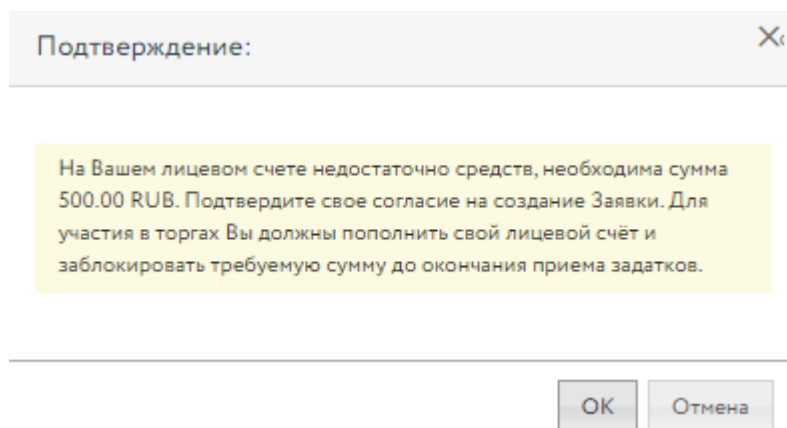 Подтверждение:
На Вашем лицевом счете недостаточно средств, необходима сумма
500.00 RUB. Подтвердите свое согласие на создание Заявки. Для
участия в торгах Вы должны пополнить свой лицевой счёт и
заблокировать требуемую сумму до окончания приема задатков.
OK Отмена